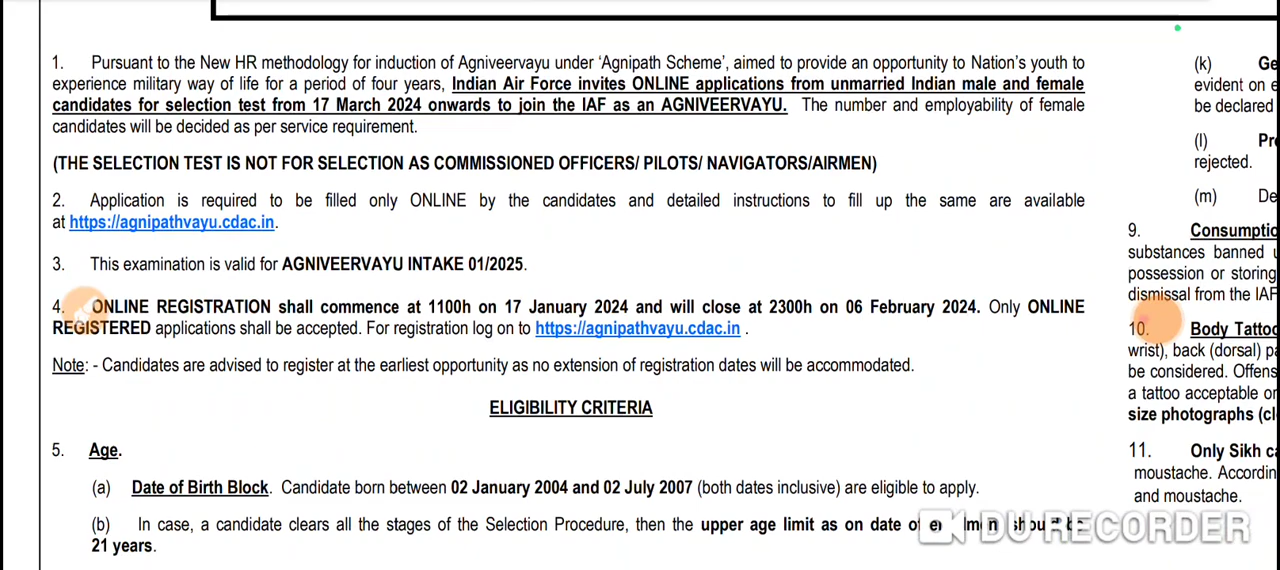 1. Pursuant to the New HR methodology for induction of Agniveervayu under 'Agnipath Scheme', aimed to provide an opportunity to Nation's youth to
experience military way of life for a period of four years, Indian Air Force invites ONLINE applications from unmarried Indian male and female
candidates for selection test from 17 March 2024 onwards to join the IAF as an AGNIVEERVAYU. The number and employability of female
candidates will be decided as per service requirement.
(THE SELECTION TEST IS NOT FOR SELECTION AS COMMISSIONED OFFICERS/ PILOTS/ NAVIGATORS/AIRMEN)
2. Application is required to be filled only ONLINE by the candidates and detailed instructions to fill up the same are available
at https://agnipathvayu.cdac.in.
3. This examination is valid for AGNIVEERVAYU INTAKE 01/2025.
4. ONLINE REGISTRATION shall commence at 1100h on 17 January 2024 and will close at 2300h on 06 February 2024. Only ONLINE
REGISTERED applications shall be accepted. For registration log on to https://agnipathvayu.cdac.in .
Note: - Candidates are advised to register at the earliest opportunity as no extension of registration dates will be accommodated.
ELIGIBILITY CRITERIA
5. Age.
(a) Date of Birth Block. Candidate born between 02 January 2004 and 02 July 2007 (both dates inclusive) are eligible to apply.
(b) In case, a candidate clears all the stages of the Selection Procedure, then the upper age limit as on date of
21 years.
(k) Ge
evident on e
be declared
(l) Pr
rejected.
(m) De
9. Consumptio
substances banned
possession or storing
dismissal from the IAF
10. Body Tattoo
wrist), back (dorsal) pa
be considered. Offens
a tattoo acceptable or
size photographs (cl
11. Only Sikh ca
moustache. Accordin
and moustache.
DU RECORDER